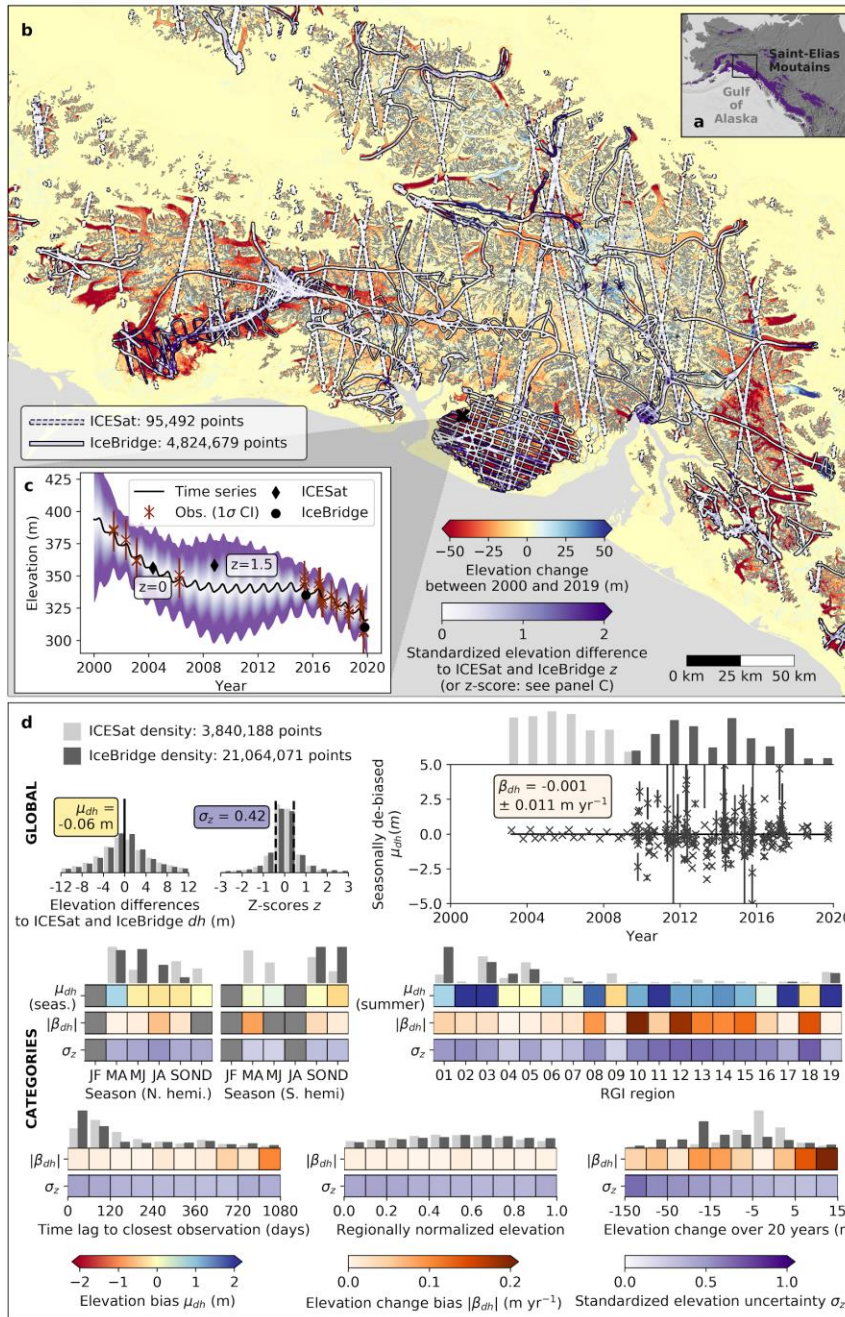 b
Saint-Elias
Moutains
Gulf
of
Alaska
a
ICESat: 95,492 points
IceBridge: 4,824,679 points
c
Time series
Obs. (1σ CI)
ICESat
IceBridge
z=1.5
z=0
Elevation (m)
425
400
375
350
325
300
2000 2004 2008 2012 2016 2020
Year
−50 −25 0 25 50
Elevation change
between 2000 and 2019 (m)
0 1 2
Standardized elevation difference
to ICESat and IceBridge z
(or z-score: see panel C)
0 km 25 km 50 km
d
ICESat density: 3,840,188 points
IceBridge density: 21,064,071 points
GLOBAL
μdh =
-0.06 m
-12 -8 -4 0 4 8 12
Elevation differences
to ICESat and IceBridge dh (m)
σz = 0.42
-3 -2 -1 0 1 2 3
Z-scores z
Seasonally de-biased
μdh(m)
5.0
2.5
0.0
−2.5
−5.0
βdh = -0.001
± 0.011 m yr⁻¹
2000 2004 2008 2012 2016 2020
Year
CATEGORIES
μdh
(seas.)
|βdh|
σz
JF MA MJ JA SOND
Season (N. hemi.)
JF MA MJ JA SOND
Season (S. hemi)
μdh
(summer)
|βdh|
σz
01 02 03 04 05 06 07 08 09 10 11 12 13 14 15 16 17 18 19
RGI region
|βdh|
σz
0 120 240 360 720 1080
Time lag to closest observation (days)
|βdh|
σz
0.0 0.2 0.4 0.6 0.8 1.0
Regionally normalized elevation
|βdh|
σz
-150 -50 -15 -5 5 15
Elevation change over 20 years (
−2 −1 0 1 2
Elevation bias μdh (m)
0.0 0.1 0.2
Elevation change bias |βdh| (m yr⁻¹)
0.0 0.5 1.0
Standardized elevation uncertainty σz